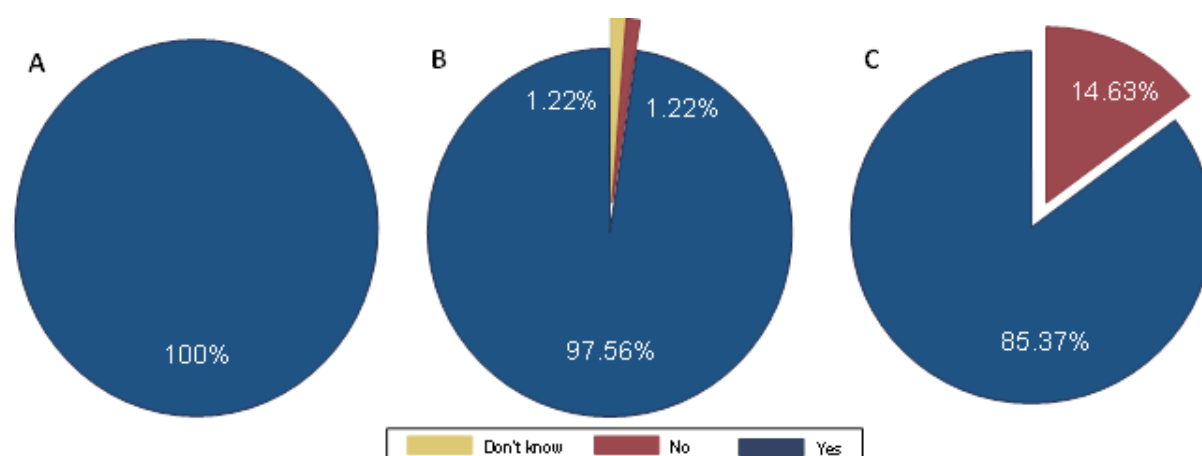 A
B
C
1.22%
1.22%
14.63%
100%
97.56%
85.37%
Don't know
No
Yes